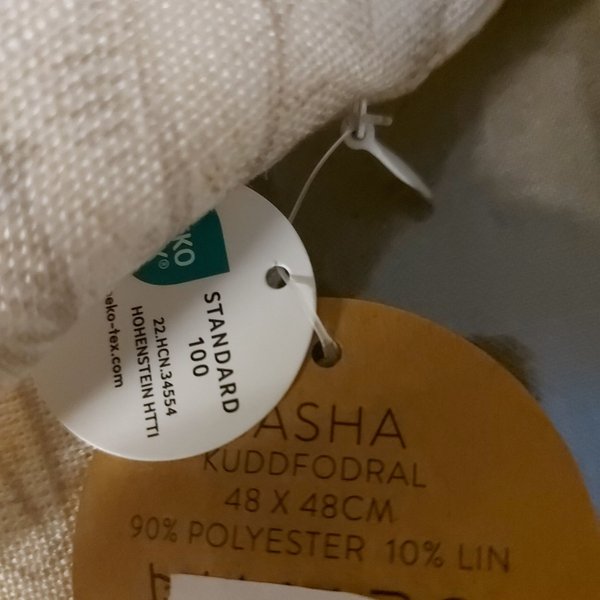 STANDARD
100
22.HCN.34554
HOHENSTEIN HTTI
eko-tex.com
ASHA
KUDDFODRAL
48 X 48CM
90% POLYESTER 10% LIN